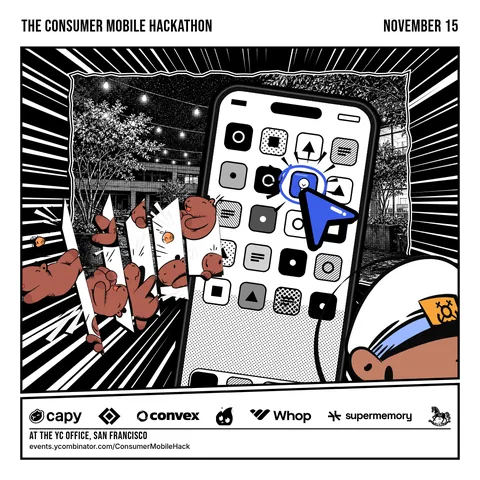 THE CONSUMER MOBILE HACKATHON
NOVEMBER 15
capy
convex
Whop
supermemory
AT THE YC OFFICE, SAN FRANCISCO
events.ycombinator.com/ConsumerMobileHack